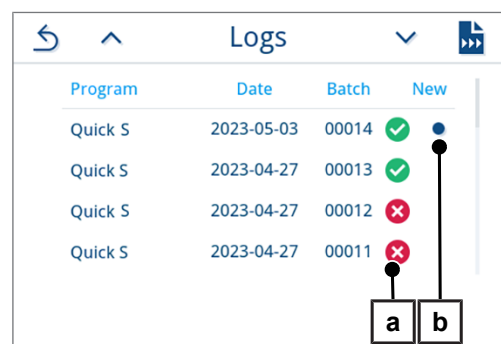 Logs
Program Date Batch New
Quick S 2023-05-03 00014
Quick S 2023-04-27 00013
Quick S 2023-04-27 00012
Quick S 2023-04-27 00011
a b